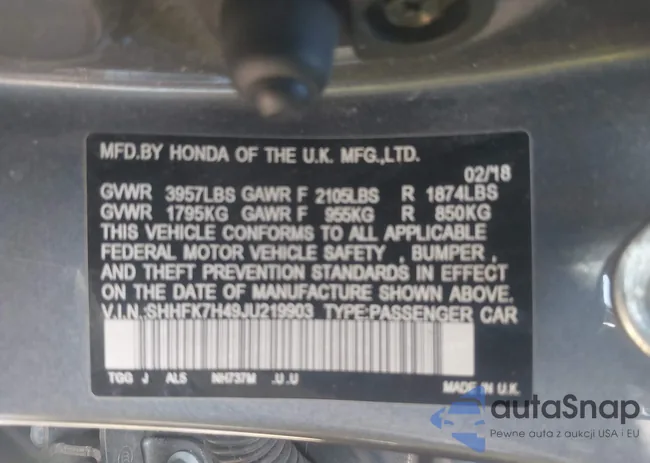 MFD.BY HONDA OF THE U.K. MFG.,LTD.
02/18
GVWR 3957LBS GAWR F 2105LBS R 1874LBS
GVWR 1795KG GAWR F 955KG R 850KG
THIS VEHICLE CONFORMS TO ALL APPLICABLE
FEDERAL MOTOR VEHICLE SAFETY , BUMPER ,
AND THEFT PREVENTION STANDARDS IN EFFECT
ON THE DATE OF MANUFACTURE SHOWN ABOVE.
V.I.N.:SHHFK7H49JU219903 TYPE:PASSENGER CAR
TGG J AL5 NH737M .U .U
MADE IN U.K.
autaSnap
Pewne auta z aukcji USA i EU